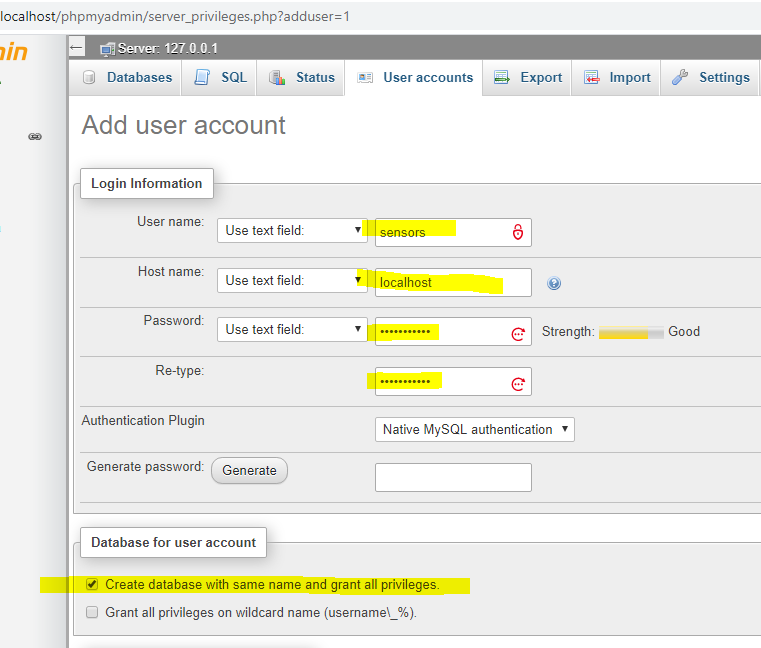 localhost/phpmyadmin/server_privileges.php?adduser=1
min
Server: 127.0.0.1
Databases SQL Status User accounts Export Import Settings
Add user account
Login Information
User name: Use text field: sensors
Host name: Use text field: localhost
Password: Use text field: ••••••••••• Strength: Good
Re-type: •••••••••••
Authentication Plugin
Native MySQL authentication
Generate password: Generate
Database for user account
Create database with same name and grant all privileges.
Grant all privileges on wildcard name (username\_%).